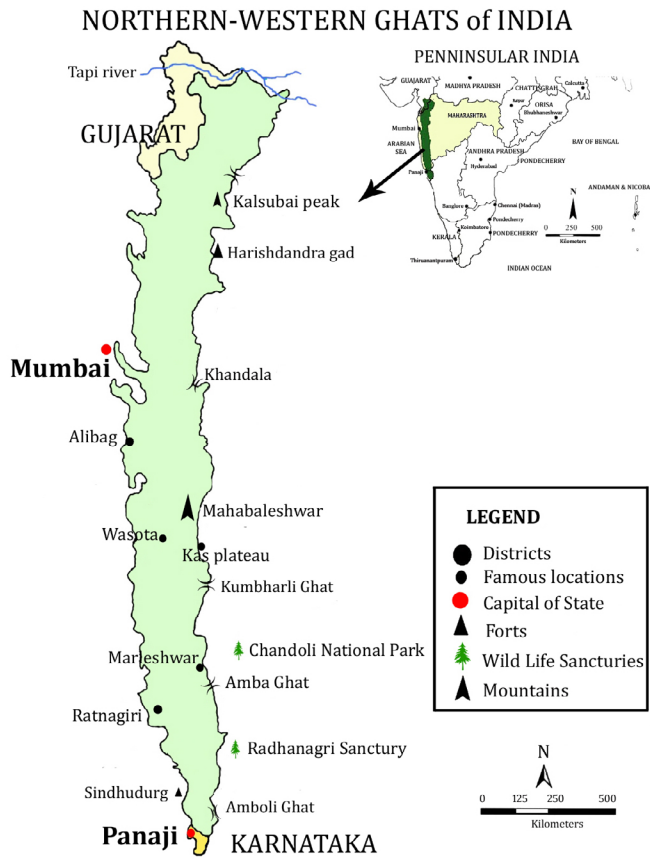 NORTHERN-WESTERN GHATS of INDIA
Tapi river
GUJARAT
Kalsubai peak
Harishdandra gad
Mumbai
Khandala
Alibag
Mahabaleshwar
Wasota
Kas plateau
Kumbharli Ghat
Chandoli National Park
Marleshwar
Amba Ghat
Ratnagiri
Radhanagri Sanctury
Sindhudurg
Amboli Ghat
Panaji
KARNATAKA
PENNINSULAR INDIA
GUJARAT
MADHYA PRADESH
CHATTISGRAH
Calcutta
Raipur
ORISA
Bhubhaneshwar
MAHARASHTRA
Mumbai
ARABIAN
SEA
BAY OF BENGAL
ANDHRA PRADESH
Hyderabad
PONDECHERRY
Panaji
ANDAMAN & NICOBA
Banglore
Chennai (Madras)
N
0 250 500
Kilometers
Pondecherry
Koimbatore
KERALA
PONDECHERRY
Thiruanantpuram
INDIAN OCEAN
LEGEND
Districts
Famous locations
Capital of State
Forts
Wild Life Sancturies
Mountains
N
0 125 250 500
Kilometers